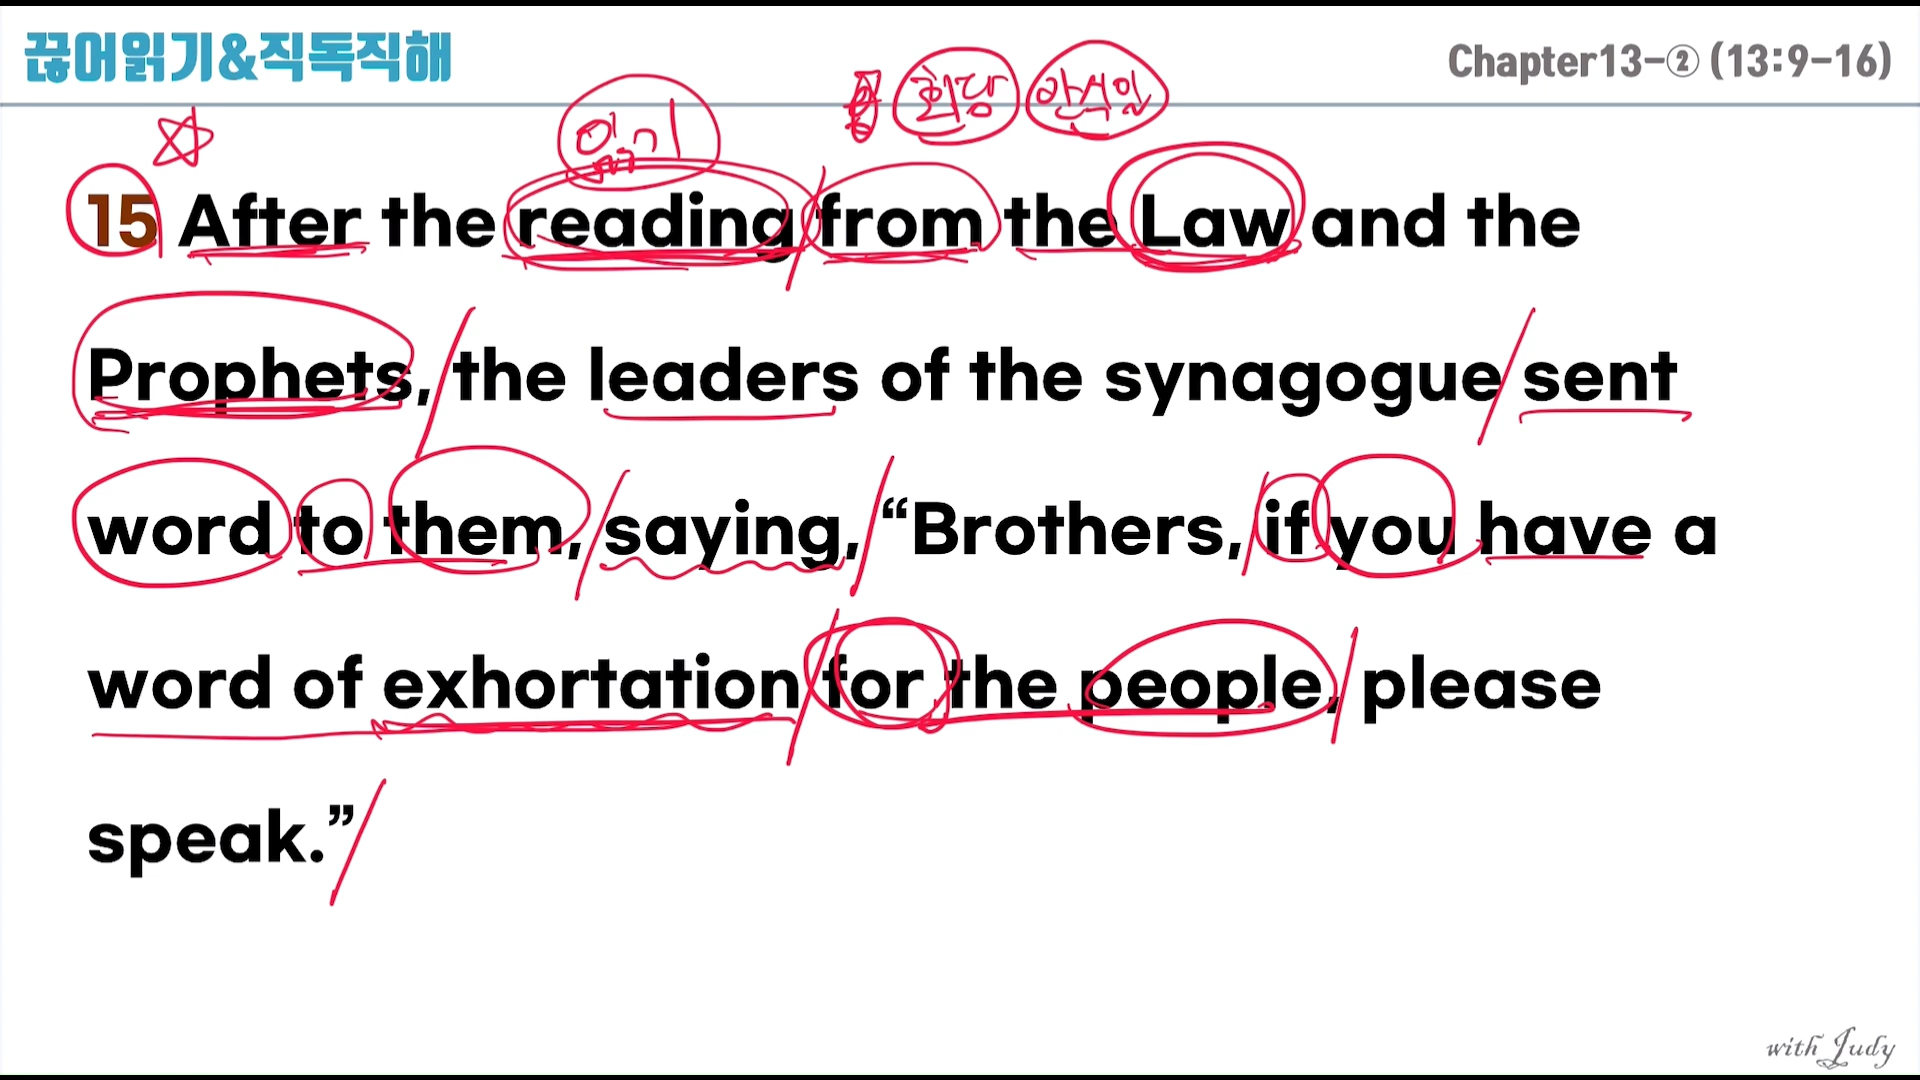 끊어읽기&직독직해
Chapter13-② (13:9-16)
회당 안식일
읽기
15 After the reading from the Law and the
Prophets, the leaders of the synagogue sent
word to them, saying, “Brothers, if you have a
word of exhortation for the people, please
speak.”
with Judy